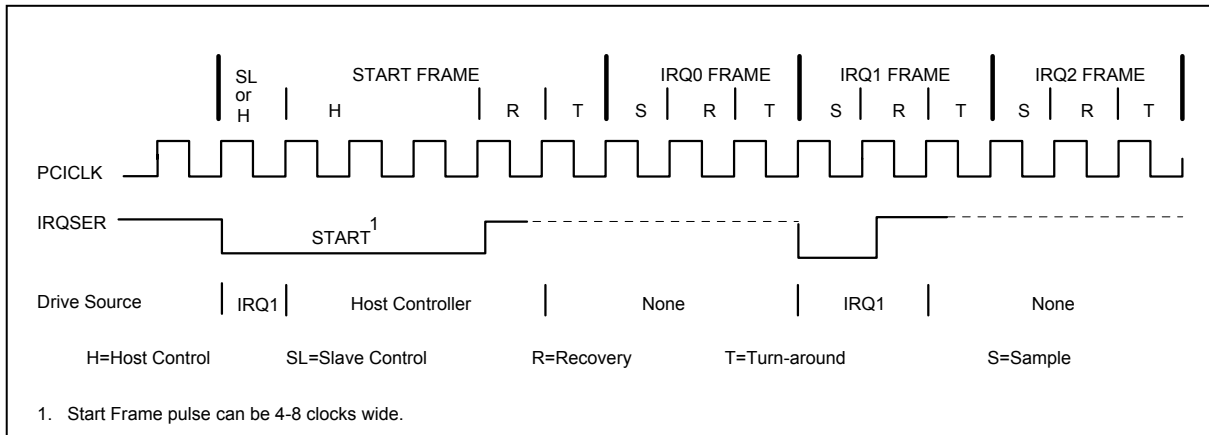 SL
or
H
START FRAME
IRQ0 FRAME
IRQ1 FRAME
IRQ2 FRAME
H R T S R T S R T S R T
PCICLK
IRQSER
START1
Drive Source IRQ1 Host Controller None IRQ1 None
H=Host Control SL=Slave Control R=Recovery T=Turn-around S=Sample
1. Start Frame pulse can be 4-8 clocks wide.